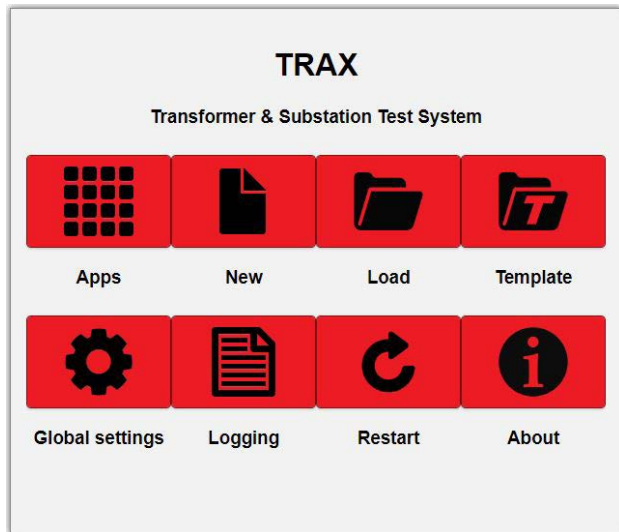 TRAX
Transformer & Substation Test System
Apps New Load Template
Global settings Logging Restart About